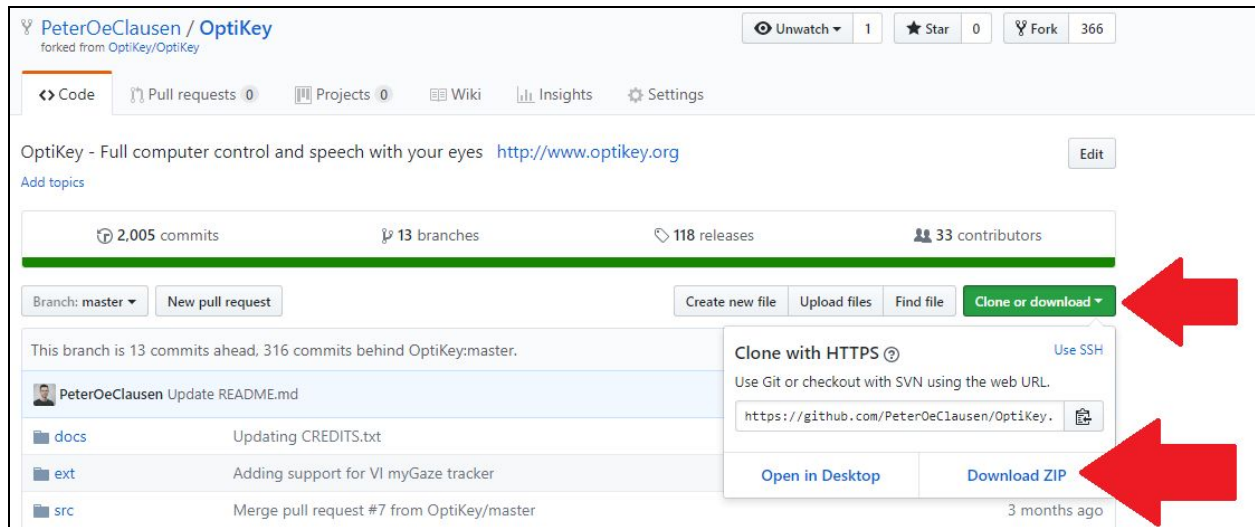 PeterOeClausen / OptiKey
forked from OptiKey/OptiKey
Unwatch 1 Star 0 Fork 366
Code Pull requests 0 Projects 0 Wiki Insights Settings
OptiKey - Full computer control and speech with your eyes http://www.optikey.org Edit
Add topics
2,005 commits 13 branches 118 releases 33 contributors
Branch: master New pull request Create new file Upload files Find file Clone or download
This branch is 13 commits ahead, 316 commits behind OptiKey:master.
Clone with HTTPS Use SSH
Use Git or checkout with SVN using the web URL.
https://github.com/PeterOeClausen/OptiKey.
Open in Desktop Download ZIP
PeterOeClausen Update README.md
docs Updating CREDITS.txt
ext Adding support for VI myGaze tracker
src Merge pull request #7 from OptiKey/master 3 months ago